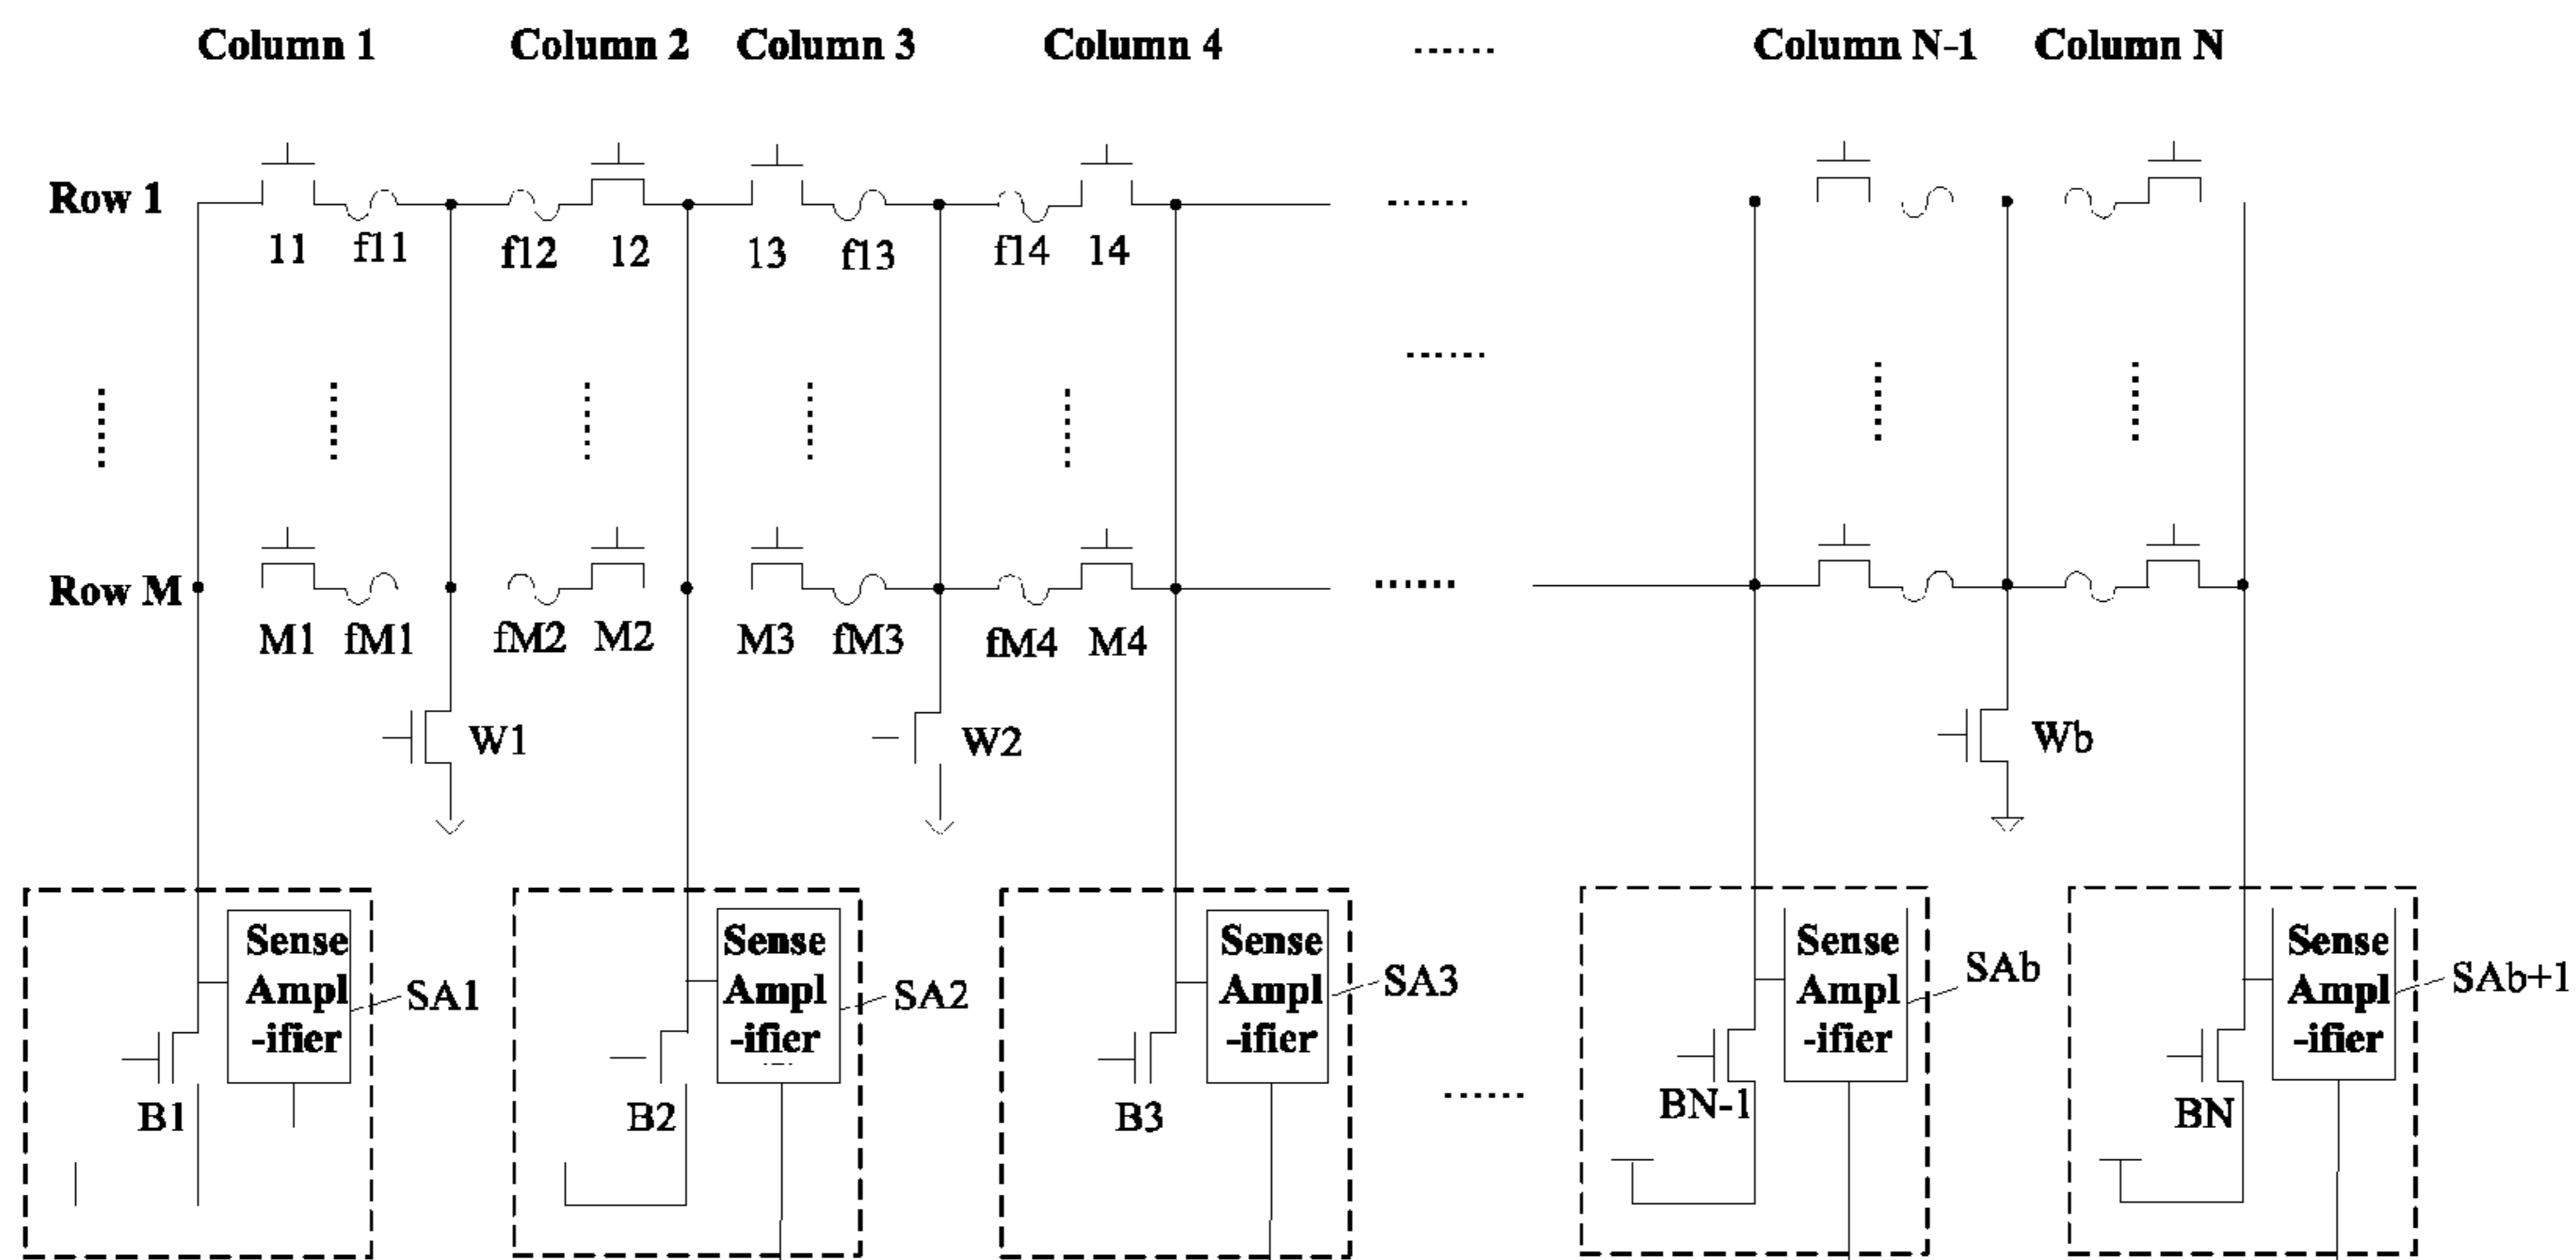 Column 1 Column 2 Column 3 Column 4 ...... Column N-1 Column N
Row 1
11 f11 f12 12 13 f13 f14 14
Row M
M1 fM1 fM2 M2 M3 fM3 fM4 M4
W1 W2 Wb
Sense
Ampl
-ifier
SA1
B1
Sense
Ampl
-ifier
SA2
B2
Sense
Ampl
-ifier
SA3
B3
Sense
Ampl
-ifier
SAb
BN-1
Sense
Ampl
-ifier
SAb+1
BN